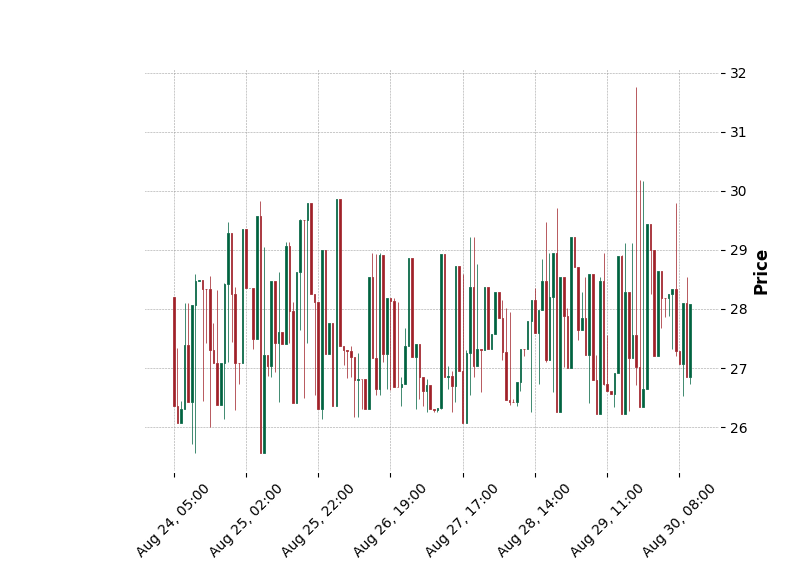 32
31
30
29
28
27
26
Price
Aug 24, 05:00
Aug 25, 02:00
Aug 25, 22:00
Aug 26, 19:00
Aug 27, 17:00
Aug 28, 14:00
Aug 29, 11:00
Aug 30, 08:00